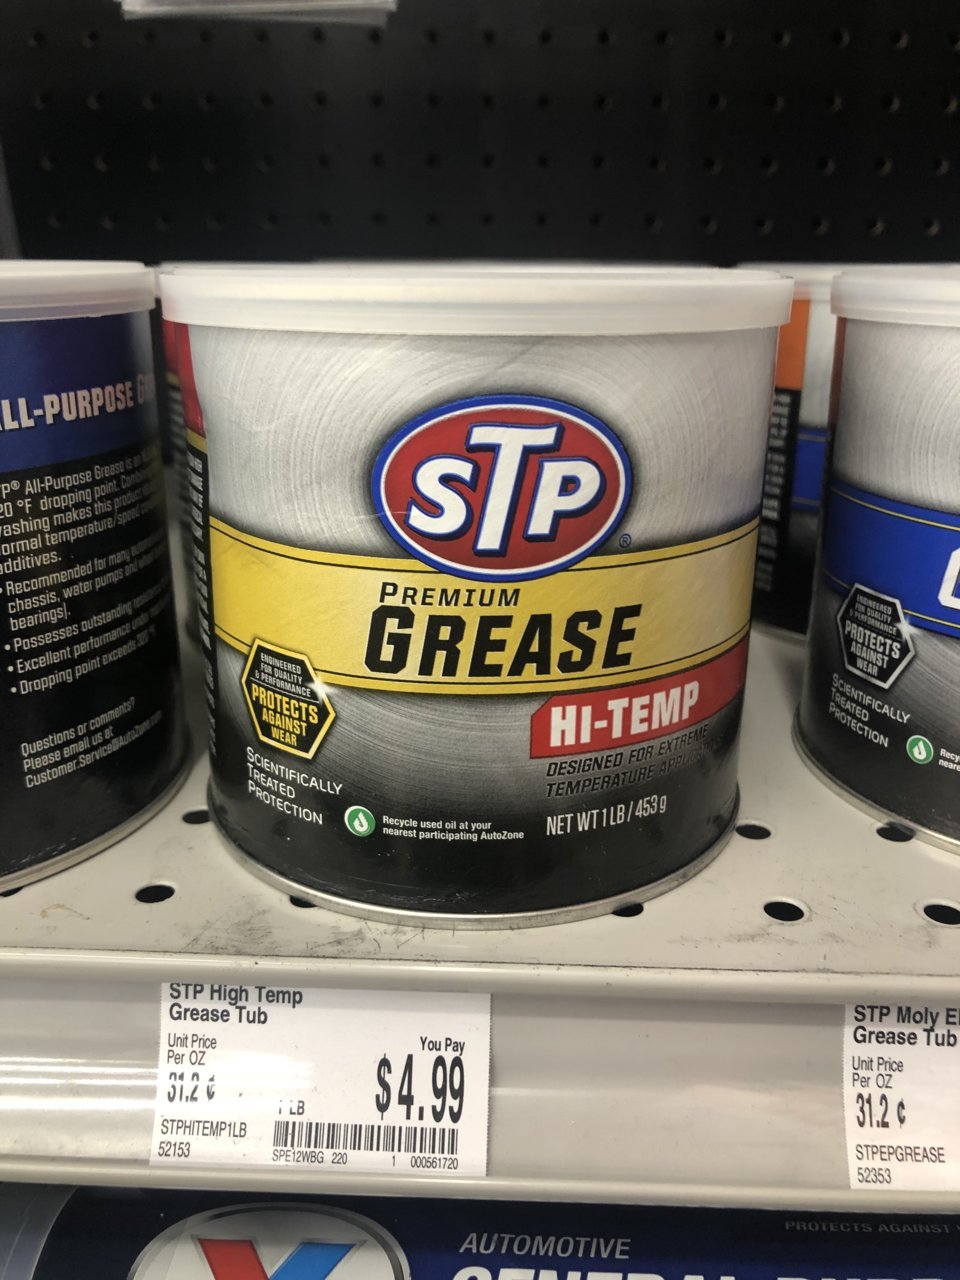 ALL-PURPOSE
P® All-Purpose Grease is an
°F dropping point.
makes this product
temperature/speed
additives.
• Recommended for many
chassis, water pumps and
bearings).
• Possesses outstanding
• Excellent performance
• Dropping point exceeds
Questions or comments?
Please email us at
Customer.Service@AutoZone.com
STP®
PREMIUM
GREASE
HI-TEMP
DESIGNED FOR EXTREME
TEMPERATURE
NET WT 1 LB / 453 g
ENGINEERED
FOR QUALITY
& PERFORMANCE
PROTECTS
AGAINST
WEAR
SCIENTIFICALLY
TREATED
PROTECTION
Recycle used oil at your
nearest participating AutoZone
ENGINEERED
FOR QUALITY
& PERFORMANCE
PROTECTS
AGAINST
WEAR
SCIENTIFICALLY
TREATED
PROTECTION
STP High Temp
Grease Tub
Unit Price
Per OZ
31.2 ¢
You Pay
$4.99
1 LB
STPHITEMP1LB
52153
SPE12WBG 220 1 000561720
STP Moly
Grease Tub
Unit Price
Per OZ
31.2 ¢
STPEPGREASE
52353
PROTECTS AGAINST
AUTOMOTIVE